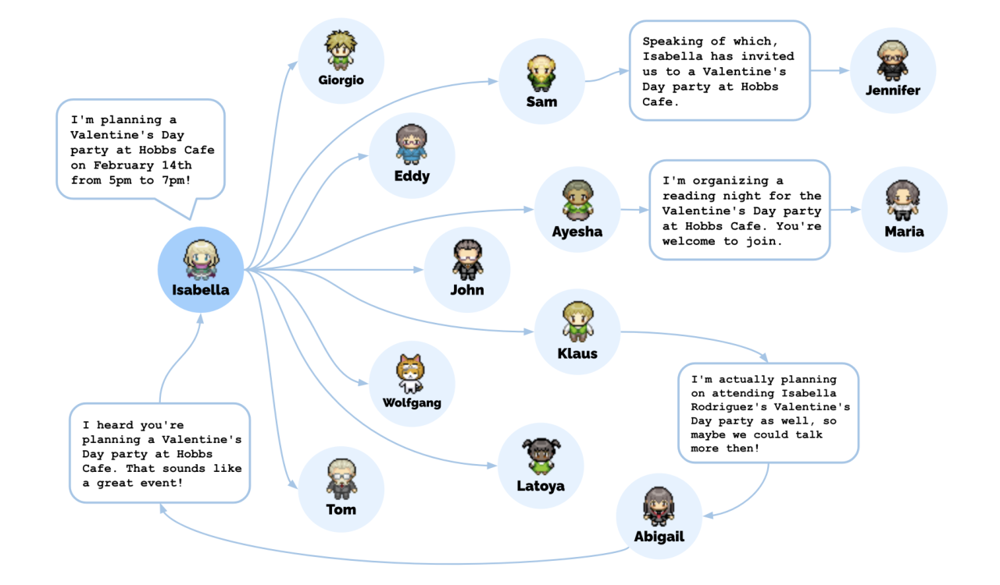 Giorgio
Speaking of which,
Isabella has invited
us to a Valentine's
Day party at Hobbs
Cafe.
Jennifer
Sam
I'm planning a
Valentine's Day
party at Hobbs Cafe
on February 14th
from 5pm to 7pm!
Eddy
I'm organizing a
reading night for the
Valentine's Day party
at Hobbs Cafe. You're
welcome to join.
Ayesha
Maria
Isabella
John
Klaus
Wolfgang
I'm actually planning
on attending Isabella
Rodriguez's Valentine's
Day party as well, so
maybe we could talk
more then!
I heard you're
planning a Valentine's
Day party at Hobbs
Cafe. That sounds like
a great event!
Latoya
Tom
Abigail